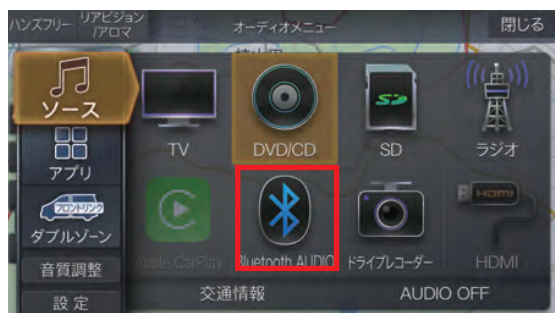 ハンズフリー
リアビジョン
/アロマ
オーディオメニュー
閉じる
ソース
TV
DVD/CD
SD
ラジオ
アプリ
フロントリンク
ダブルゾーン
Apple CarPlay
Bluetooth AUDIO
ドライブレコーダー
HDMI
音質調整
設定
交通情報
AUDIO OFF